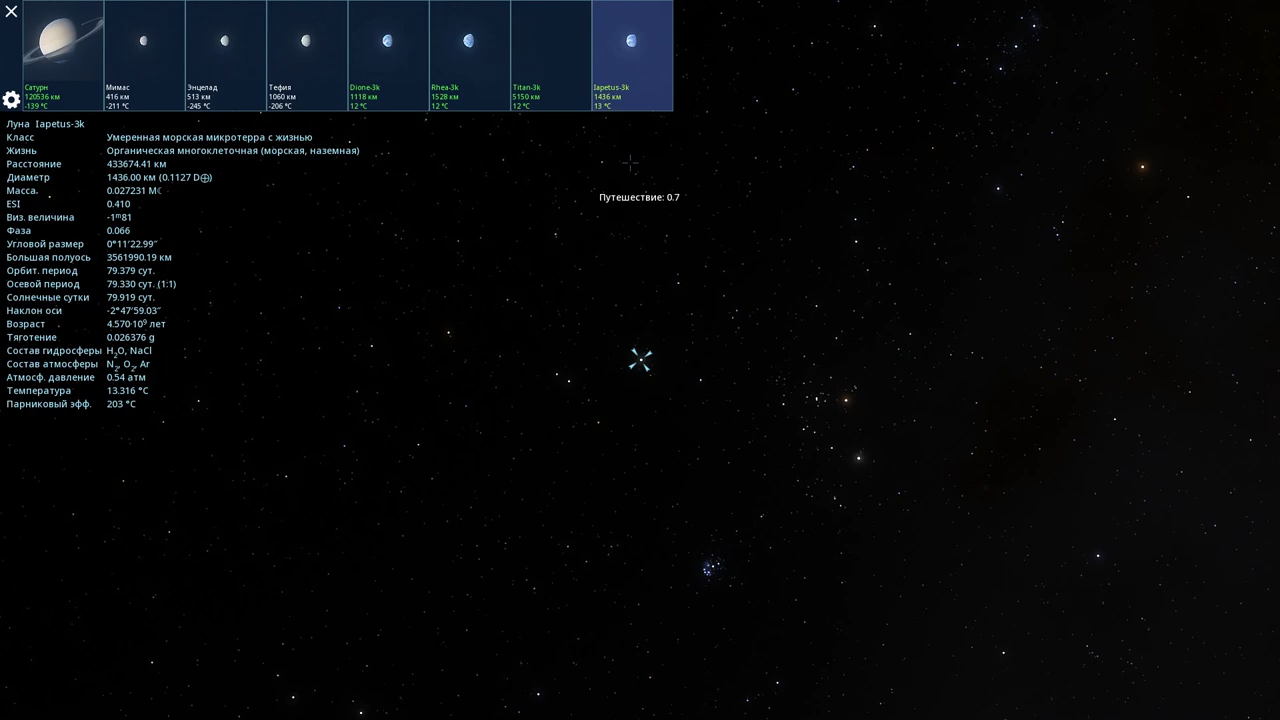 Сатурн
120536 км
-139 °C
Мимас
416 км
-211 °C
Энцелад
513 км
-245 °C
Тефия
1060 км
-206 °C
Dione-3k
1118 км
12 °C
Rhea-3k
1528 км
12 °C
Titan-3k
5150 км
12 °C
Iapetus-3k
1436 км
13 °C
Луна Iapetus-3k
Класс Умеренная морская микротерра с жизнью
Жизнь Органическая многоклеточная (морская, наземная)
Расстояние 433674.41 км
Диаметр 1436.00 км (0.1127 D⊕)
Масса 0.027231 M☾
ESI 0.410
Виз. величина -1ᵐ81
Фаза 0.066
Угловой размер 0°11′22.99″
Большая полуось 3561990.19 км
Орбит. период 79.379 сут.
Осевой период 79.330 сут. (1:1)
Солнечные сутки 79.919 сут.
Наклон оси -2°47′59.03″
Возраст 4.570·10⁹ лет
Тяготение 0.026376 g
Состав гидросферы H₂O, NaCl
Состав атмосферы N₂, O₂, Ar
Атмосф. давление 0.54 атм
Температура 13.316 °C
Парниковый эфф. 203 °C
Путешествие: 0.7